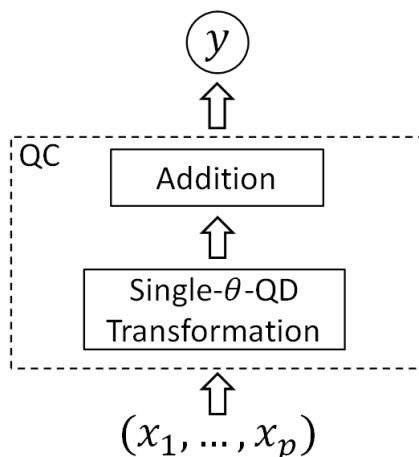 y
QC
Addition
Single-θ-QD
Transformation
(x₁, … , xₚ)